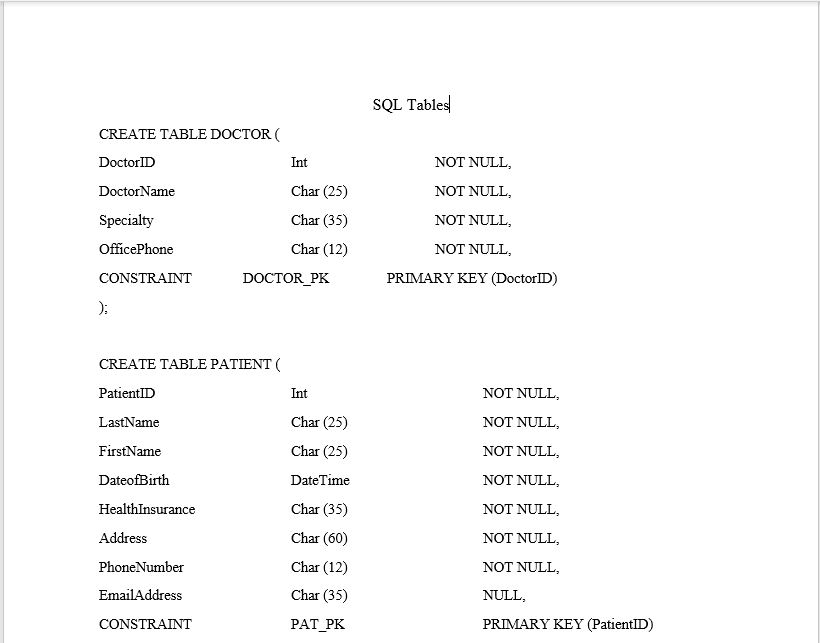 SQL Tables
CREATE TABLE DOCTOR (
DoctorID Int NOT NULL,
DoctorName Char (25) NOT NULL,
Specialty Char (35) NOT NULL,
OfficePhone Char (12) NOT NULL,
CONSTRAINT DOCTOR_PK PRIMARY KEY (DoctorID)
);
CREATE TABLE PATIENT (
PatientID Int NOT NULL,
LastName Char (25) NOT NULL,
FirstName Char (25) NOT NULL,
DateofBirth DateTime NOT NULL,
HealthInsurance Char (35) NOT NULL,
Address Char (60) NOT NULL,
PhoneNumber Char (12) NOT NULL,
EmailAddress Char (35) NULL,
CONSTRAINT PAT_PK PRIMARY KEY (PatientID)